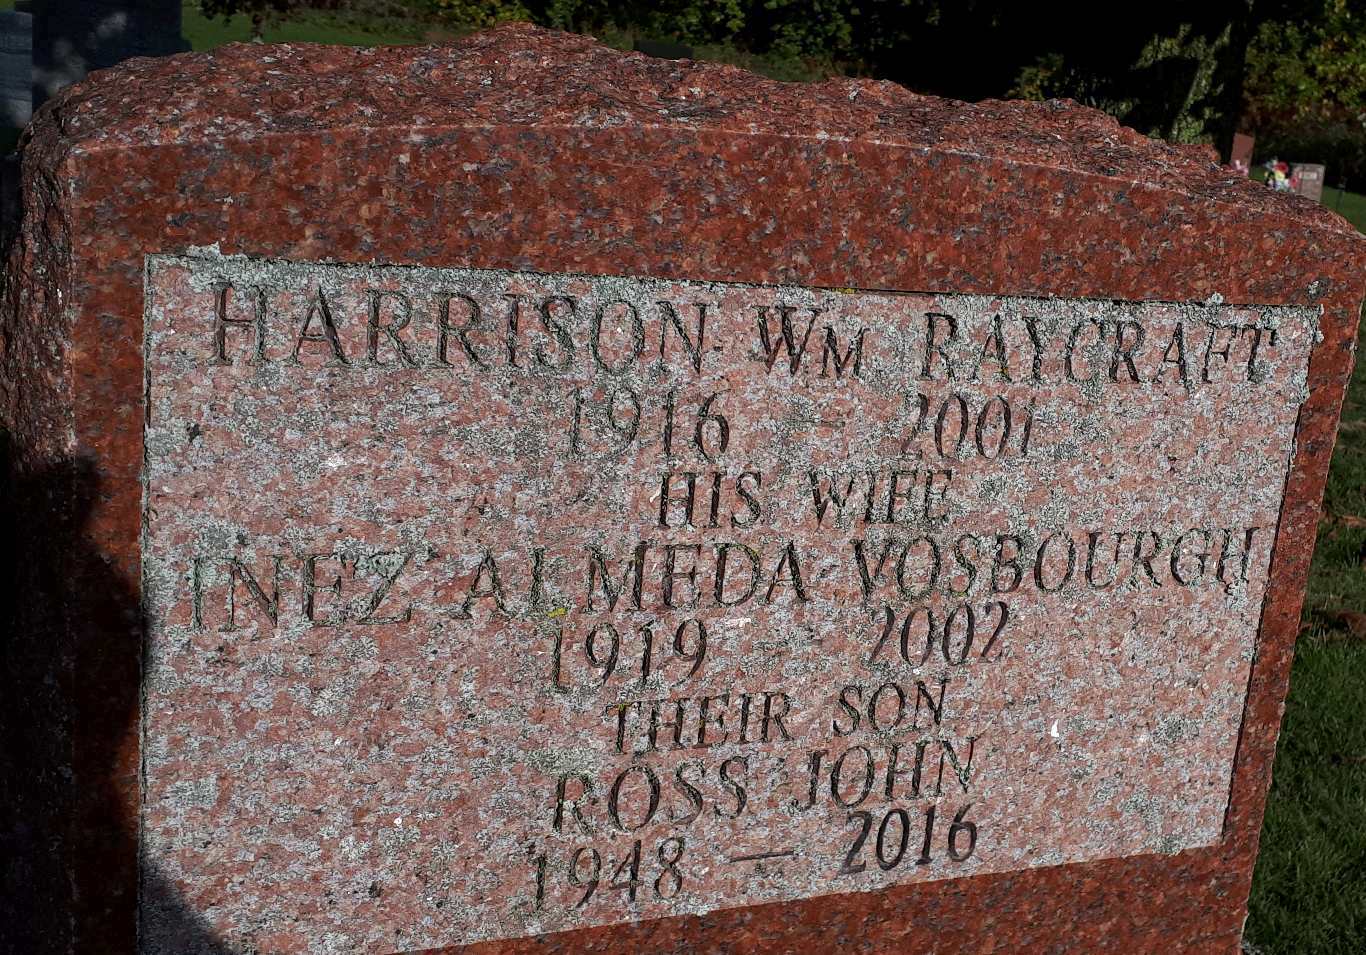 HARRISON WM RAYCRAFT
1916 – 2001
HIS WIFE
INEZ ALMEDA VOSBOURGH
1919 – 2002
THEIR SON
ROSS JOHN
1948 – 2016